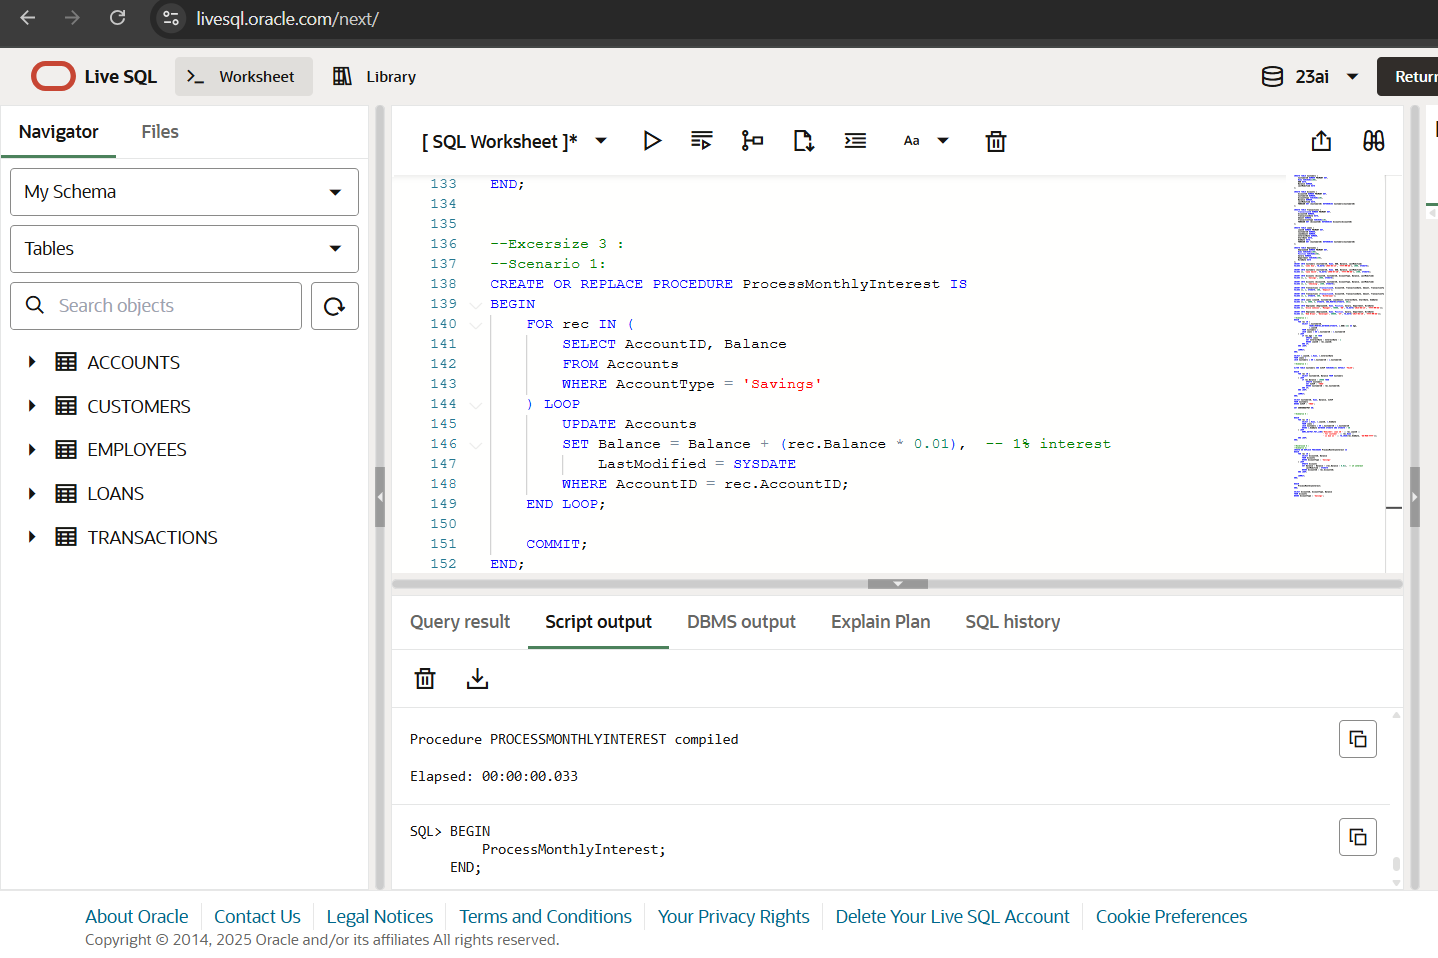 livesql.oracle.com/next/
Live SQL
Worksheet
Library
23ai
Return
Navigator
Files
My Schema
Tables
Search objects
ACCOUNTS
CUSTOMERS
EMPLOYEES
LOANS
TRANSACTIONS
[ SQL Worksheet ]*
Aa
133 END;
134
135
136 --Excersize 3 :
137 --Scenario 1:
138 CREATE OR REPLACE PROCEDURE ProcessMonthlyInterest IS
139 BEGIN
140 FOR rec IN (
141 SELECT AccountID, Balance
142 FROM Accounts
143 WHERE AccountType = 'Savings'
144 ) LOOP
145 UPDATE Accounts
146 SET Balance = Balance + (rec.Balance * 0.01), -- 1% interest
147 LastModified = SYSDATE
148 WHERE AccountID = rec.AccountID;
149 END LOOP;
150
151 COMMIT;
152 END;
Query result
Script output
DBMS output
Explain Plan
SQL history
Procedure PROCESSMONTHLYINTEREST compiled
Elapsed: 00:00:00.033
SQL> BEGIN
ProcessMonthlyInterest;
END;
About Oracle
Contact Us
Legal Notices
Terms and Conditions
Your Privacy Rights
Delete Your Live SQL Account
Cookie Preferences
Copyright © 2014, 2025 Oracle and/or its affiliates All rights reserved.